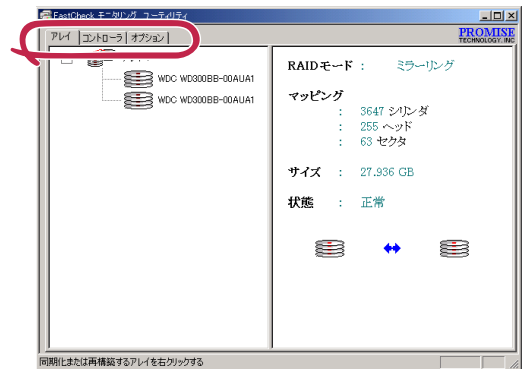 FastCheck モニタリング ユーティリティ
アレイ コントローラ オプション
PROMISE
TECHNOLOGY, INC
WDC WD300BB-00AUA1
WDC WD300BB-00AUA1
RAIDモード : ミラーリング
マッピング
: 3647 シリンダ
: 255 ヘッド
: 63 セクタ
サイズ : 27.936 GB
状態 : 正常
同期化または再構築するアレイを右クリックする